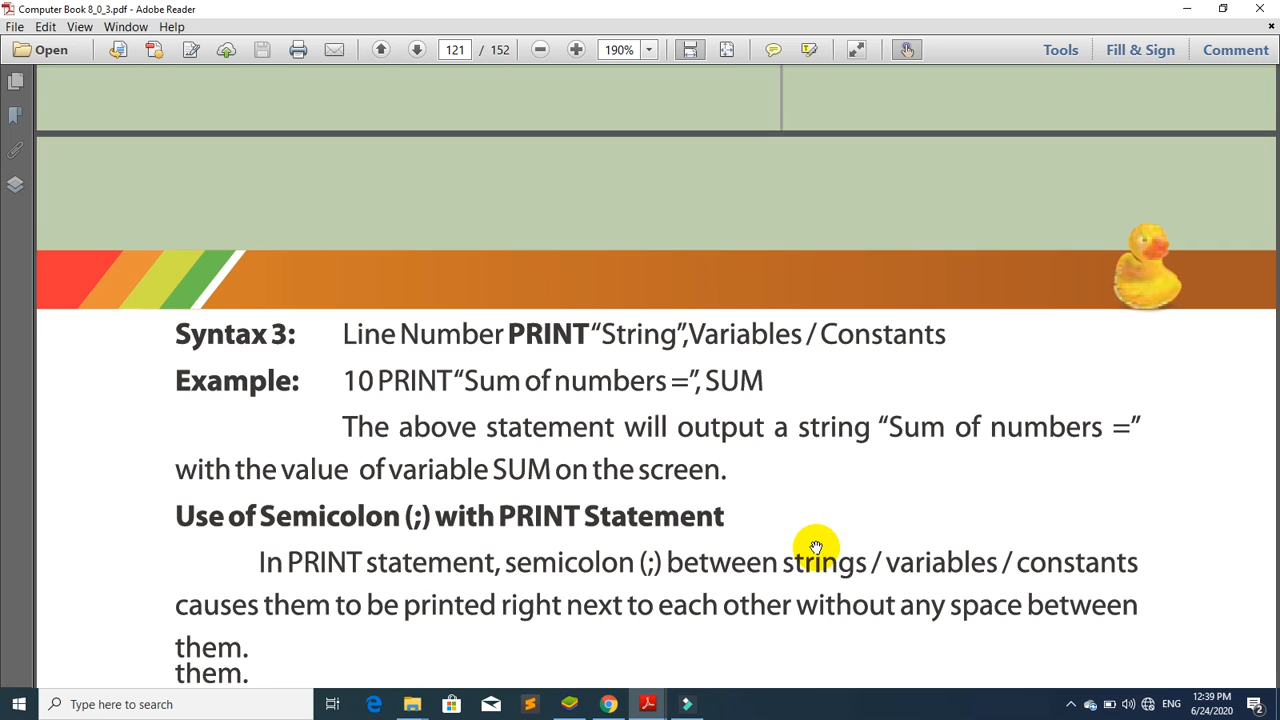 Computer Book 8_0_3.pdf - Adobe Reader
File Edit View Window Help
Open 121 / 152 190% Tools Fill & Sign Comment
Syntax 3: Line Number PRINT “String”,Variables / Constants
Example: 10 PRINT “Sum of numbers =”, SUM
The above statement will output a string “Sum of numbers =”
with the value of variable SUM on the screen.
Use of Semicolon (;) with PRINT Statement
In PRINT statement, semicolon (;) between strings / variables / constants
causes them to be printed right next to each other without any space between
them.
them.
Type here to search
ENG
12:39 PM
6/24/2020
2